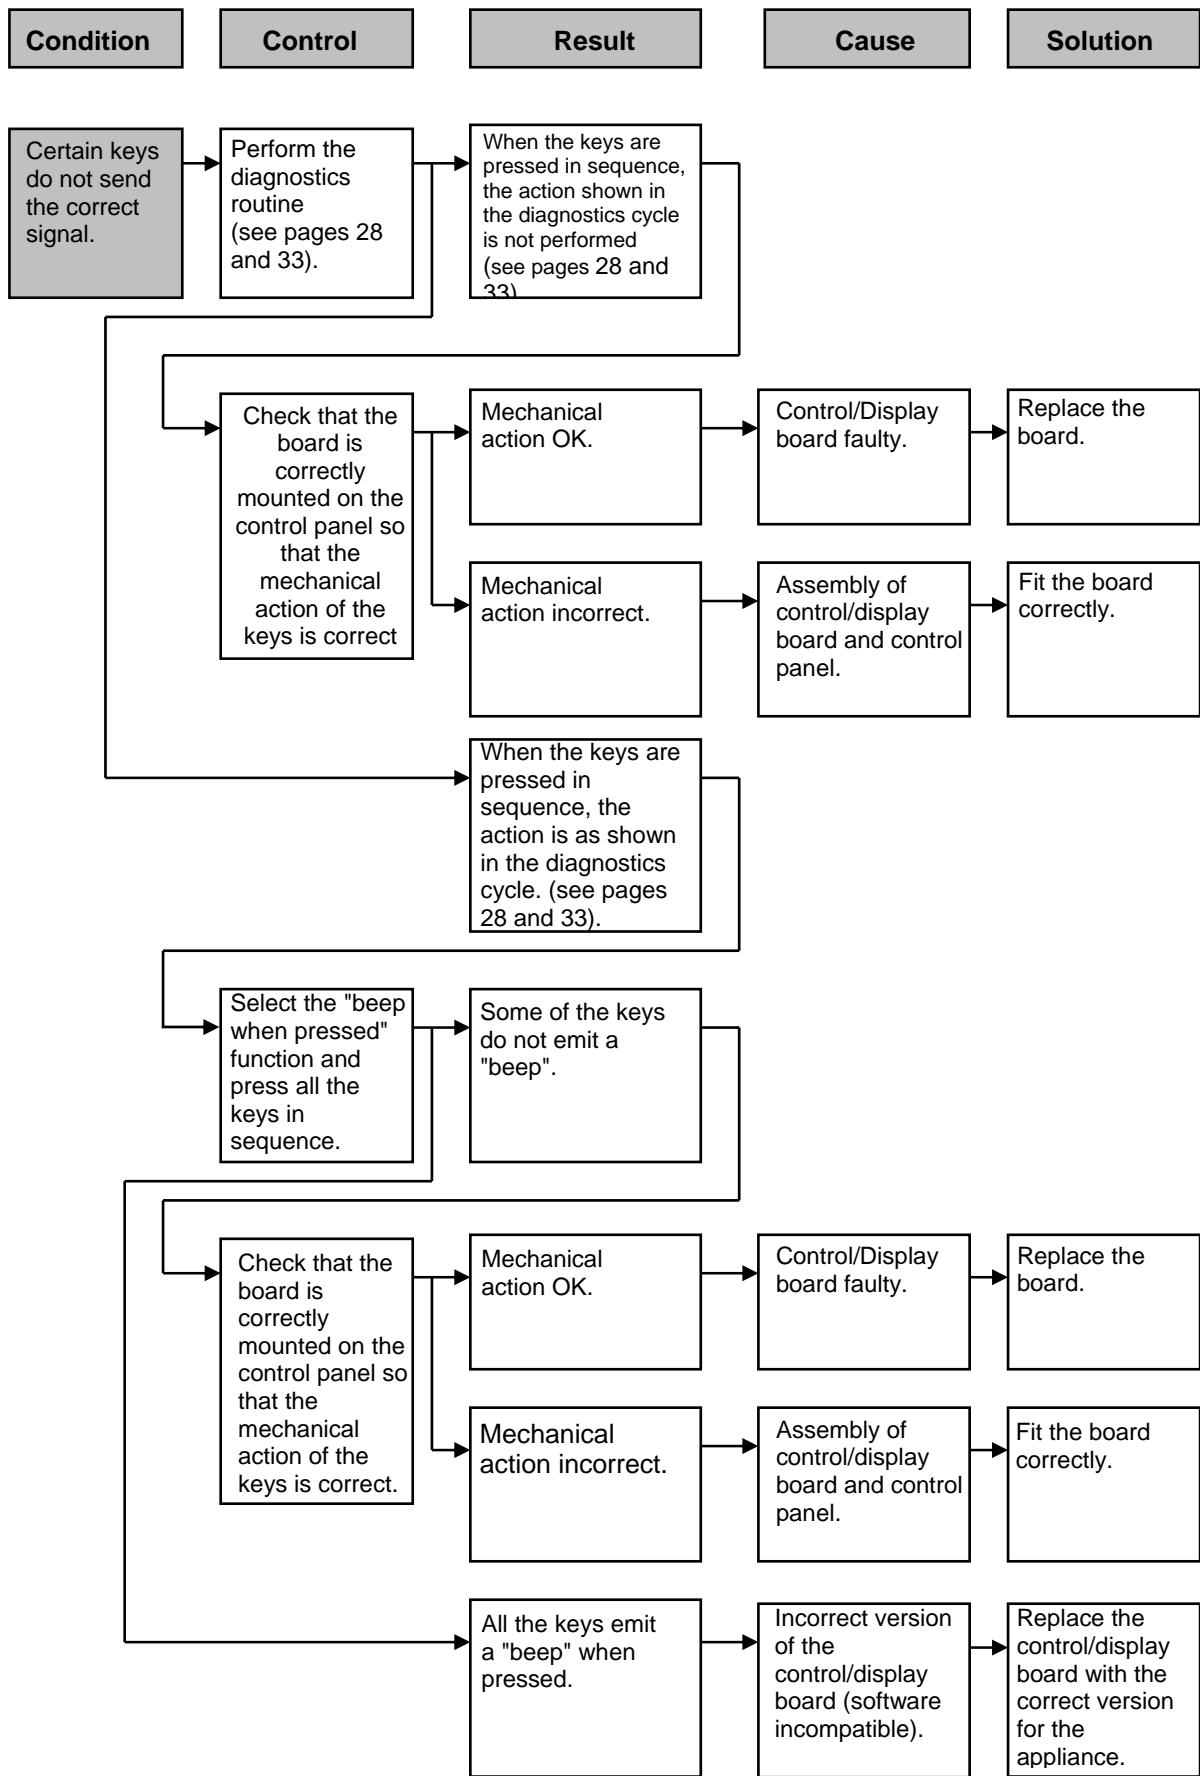 Condition
Control
Result
Cause
Solution
Certain keys
do not send
the correct
signal.
Perform the
diagnostics
routine
(see pages 28
and 33).
When the keys are
pressed in sequence,
the action shown in
the diagnostics cycle
is not performed
(see pages 28 and
33)
Check that the
board is
correctly
mounted on the
control panel so
that the
mechanical
action of the
keys is correct
Mechanical
action OK.
Control/Display
board faulty.
Replace the
board.
Mechanical
action incorrect.
Assembly of
control/display
board and control
panel.
Fit the board
correctly.
When the keys are
pressed in
sequence, the
action is as shown
in the diagnostics
cycle. (see pages
28 and 33).
Select the "beep
when pressed"
function and
press all the
keys in
sequence.
Some of the keys
do not emit a
"beep".
Check that the
board is
correctly
mounted on the
control panel so
that the
mechanical
action of the
keys is correct.
Mechanical
action OK.
Control/Display
board faulty.
Replace the
board.
Mechanical
action incorrect.
Assembly of
control/display
board and control
panel.
Fit the board
correctly.
All the keys emit
a "beep" when
pressed.
Incorrect version
of the
control/display
board (software
incompatible).
Replace the
control/display
board with the
correct version
for the
appliance.